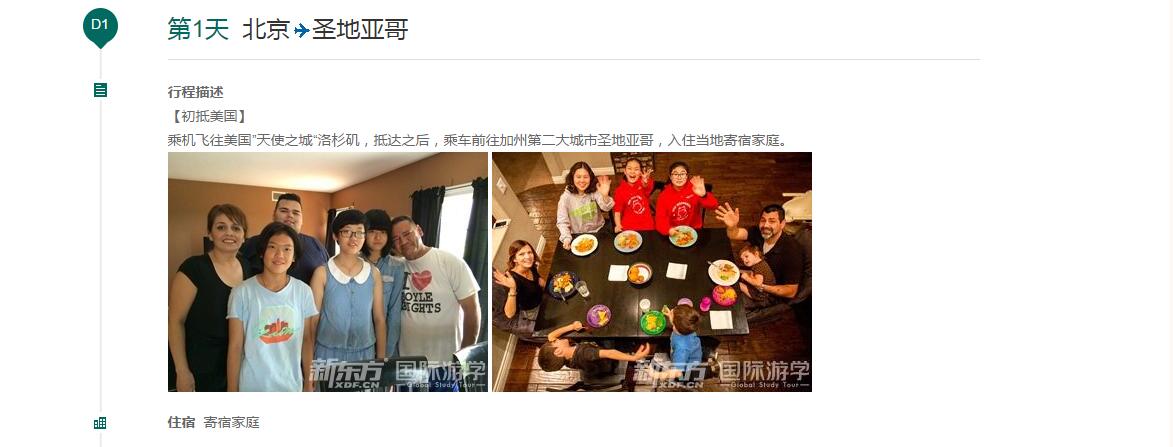 D1
第1天 北京✈圣地亚哥
行程描述
【初抵美国】
乘机飞往美国”天使之城“洛杉矶，抵达之后，乘车前往加州第二大城市圣地亚哥，入住当地寄宿家庭。
I ❤
BOYLE
HEIGHTS
新东方 国际游学
XDF.CN Global Study Tour
新东方 国际游学
XDF.CN Global Study Tour
住宿 寄宿家庭